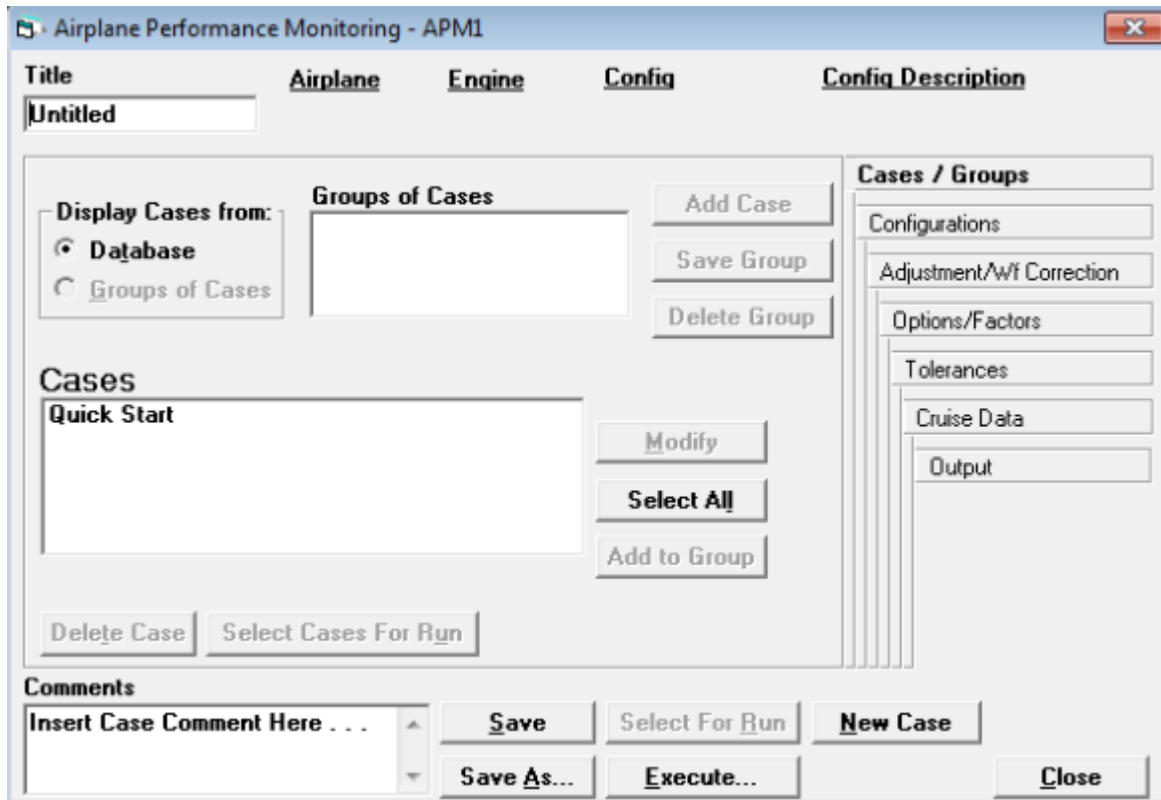 Airplane Performance Monitoring - APM1
Title
Airplane
Engine
Config
Config Description
Untitled
Display Cases from:
Database
Groups of Cases
Groups of Cases
Add Case
Save Group
Delete Group
Cases
Quick Start
Modify
Select All
Add to Group
Delete Case
Select Cases For Run
Cases / Groups
Configurations
Adjustment/Wf Correction
Options/Factors
Tolerances
Cruise Data
Output
Comments
Insert Case Comment Here . . .
Save
Select For Run
New Case
Save As...
Execute...
Close